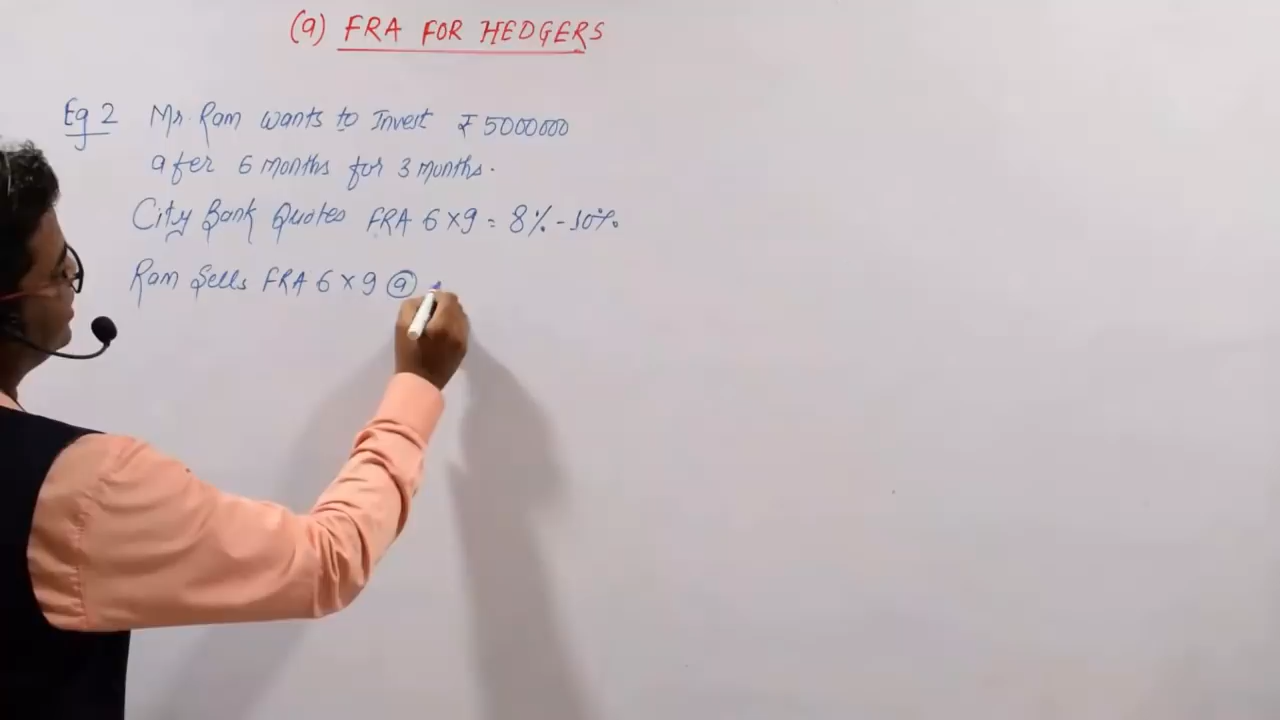 (a) FRA FOR HEDGERS
Eg 2 Mr. Ram wants to Invest ₹ 5000000
after 6 months for 3 months.
City Bank Quotes FRA 6×9 = 8% - 10%
Ram Sells FRA 6×9 @